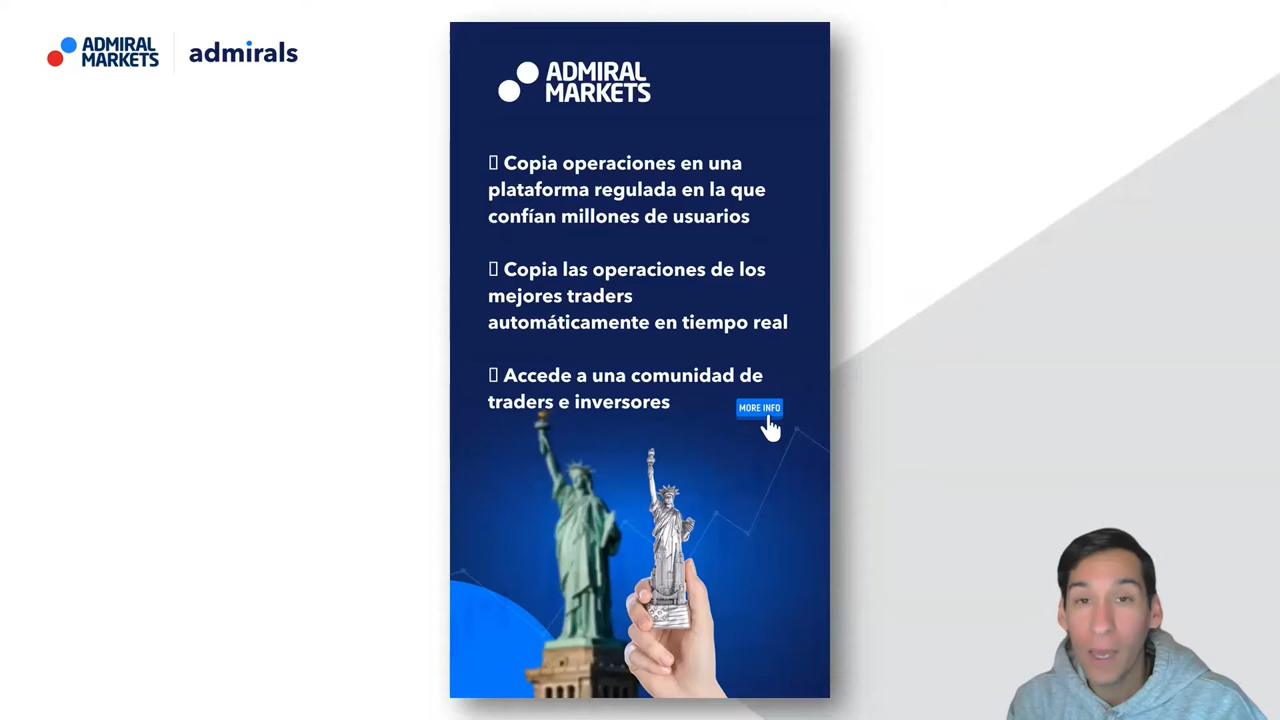 ADMIRAL
MARKETS
admirals
ADMIRAL
MARKETS
Copia operaciones en una
plataforma regulada en la que
confían millones de usuarios
Copia las operaciones de los
mejores traders
automáticamente en tiempo real
Accede a una comunidad de
traders e inversores
MORE INFO